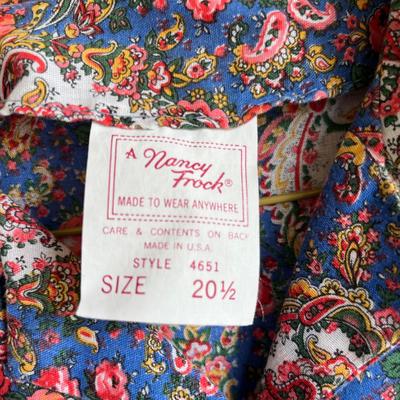 A Nancy
Frock®
MADE TO WEAR ANYWHERE
CARE & CONTENTS ON BACK
MADE IN U.S.A.
STYLE 4651
SIZE 20½